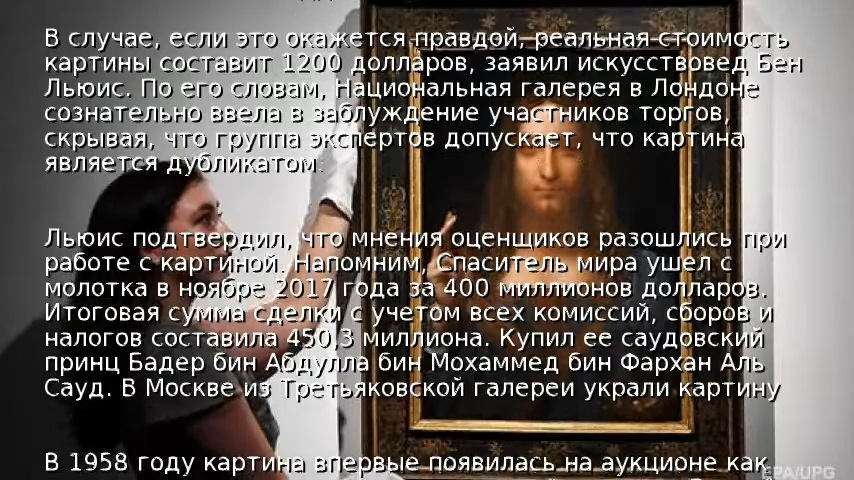 В случае, если это окажется правдой, реальная стоимость
картины составит 1200 долларов, заявил искусствовед Бен
Льюис. По его словам, Национальная галерея в Лондоне
сознательно ввела в заблуждение участников торгов,
скрывая, что группа экспертов допускает, что картина
является дубликатом.
Льюис подтвердил, что мнения оценщиков разошлись при
работе с картиной. Напомним, Спаситель мира ушел с
молотка в ноябре 2017 года за 400 миллионов долларов.
Итоговая сумма сделки с учетом всех комиссий, сборов и
налогов составила 450,3 миллиона. Купил ее саудовский
принц Бадер бин Абдулла бин Мохаммед бин Фархан Аль
Сауд. В Москве из Третьяковской галереи украли картину
В 1958 году картина впервые появилась на аукционе как
EPA/UPG